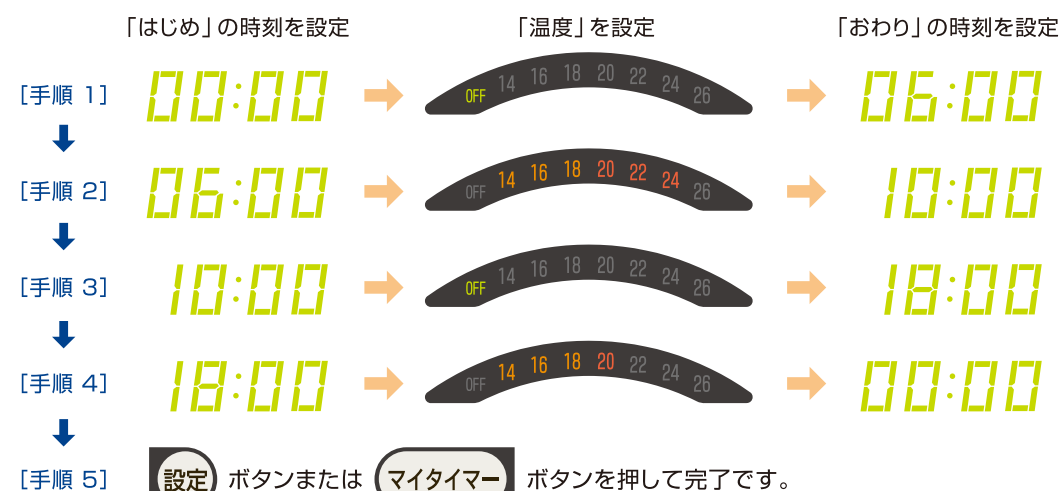 「はじめ」の時刻を設定 「温度」を設定 「おわり」の時刻を設定
[手順 1] 00:00 OFF 14 16 18 20 22 24 26 06:00
[手順 2] 06:00 OFF 14 16 18 20 22 24 26 10:00
[手順 3] 10:00 OFF 14 16 18 20 22 24 26 18:00
[手順 4] 18:00 OFF 14 16 18 20 22 24 26 00:00
[手順 5] 設定 ボタンまたは マイタイマー ボタンを押して完了です。